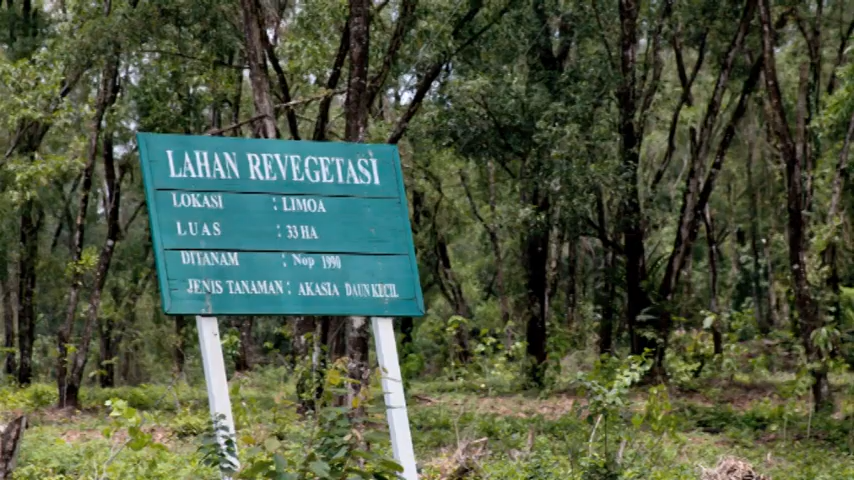 LAHAN REVEGETASI
LOKASI : LIMOA
LUAS : 33 HA
DITANAM : Nop 1990
JENIS TANAMAN : AKASIA DAUN KECIL